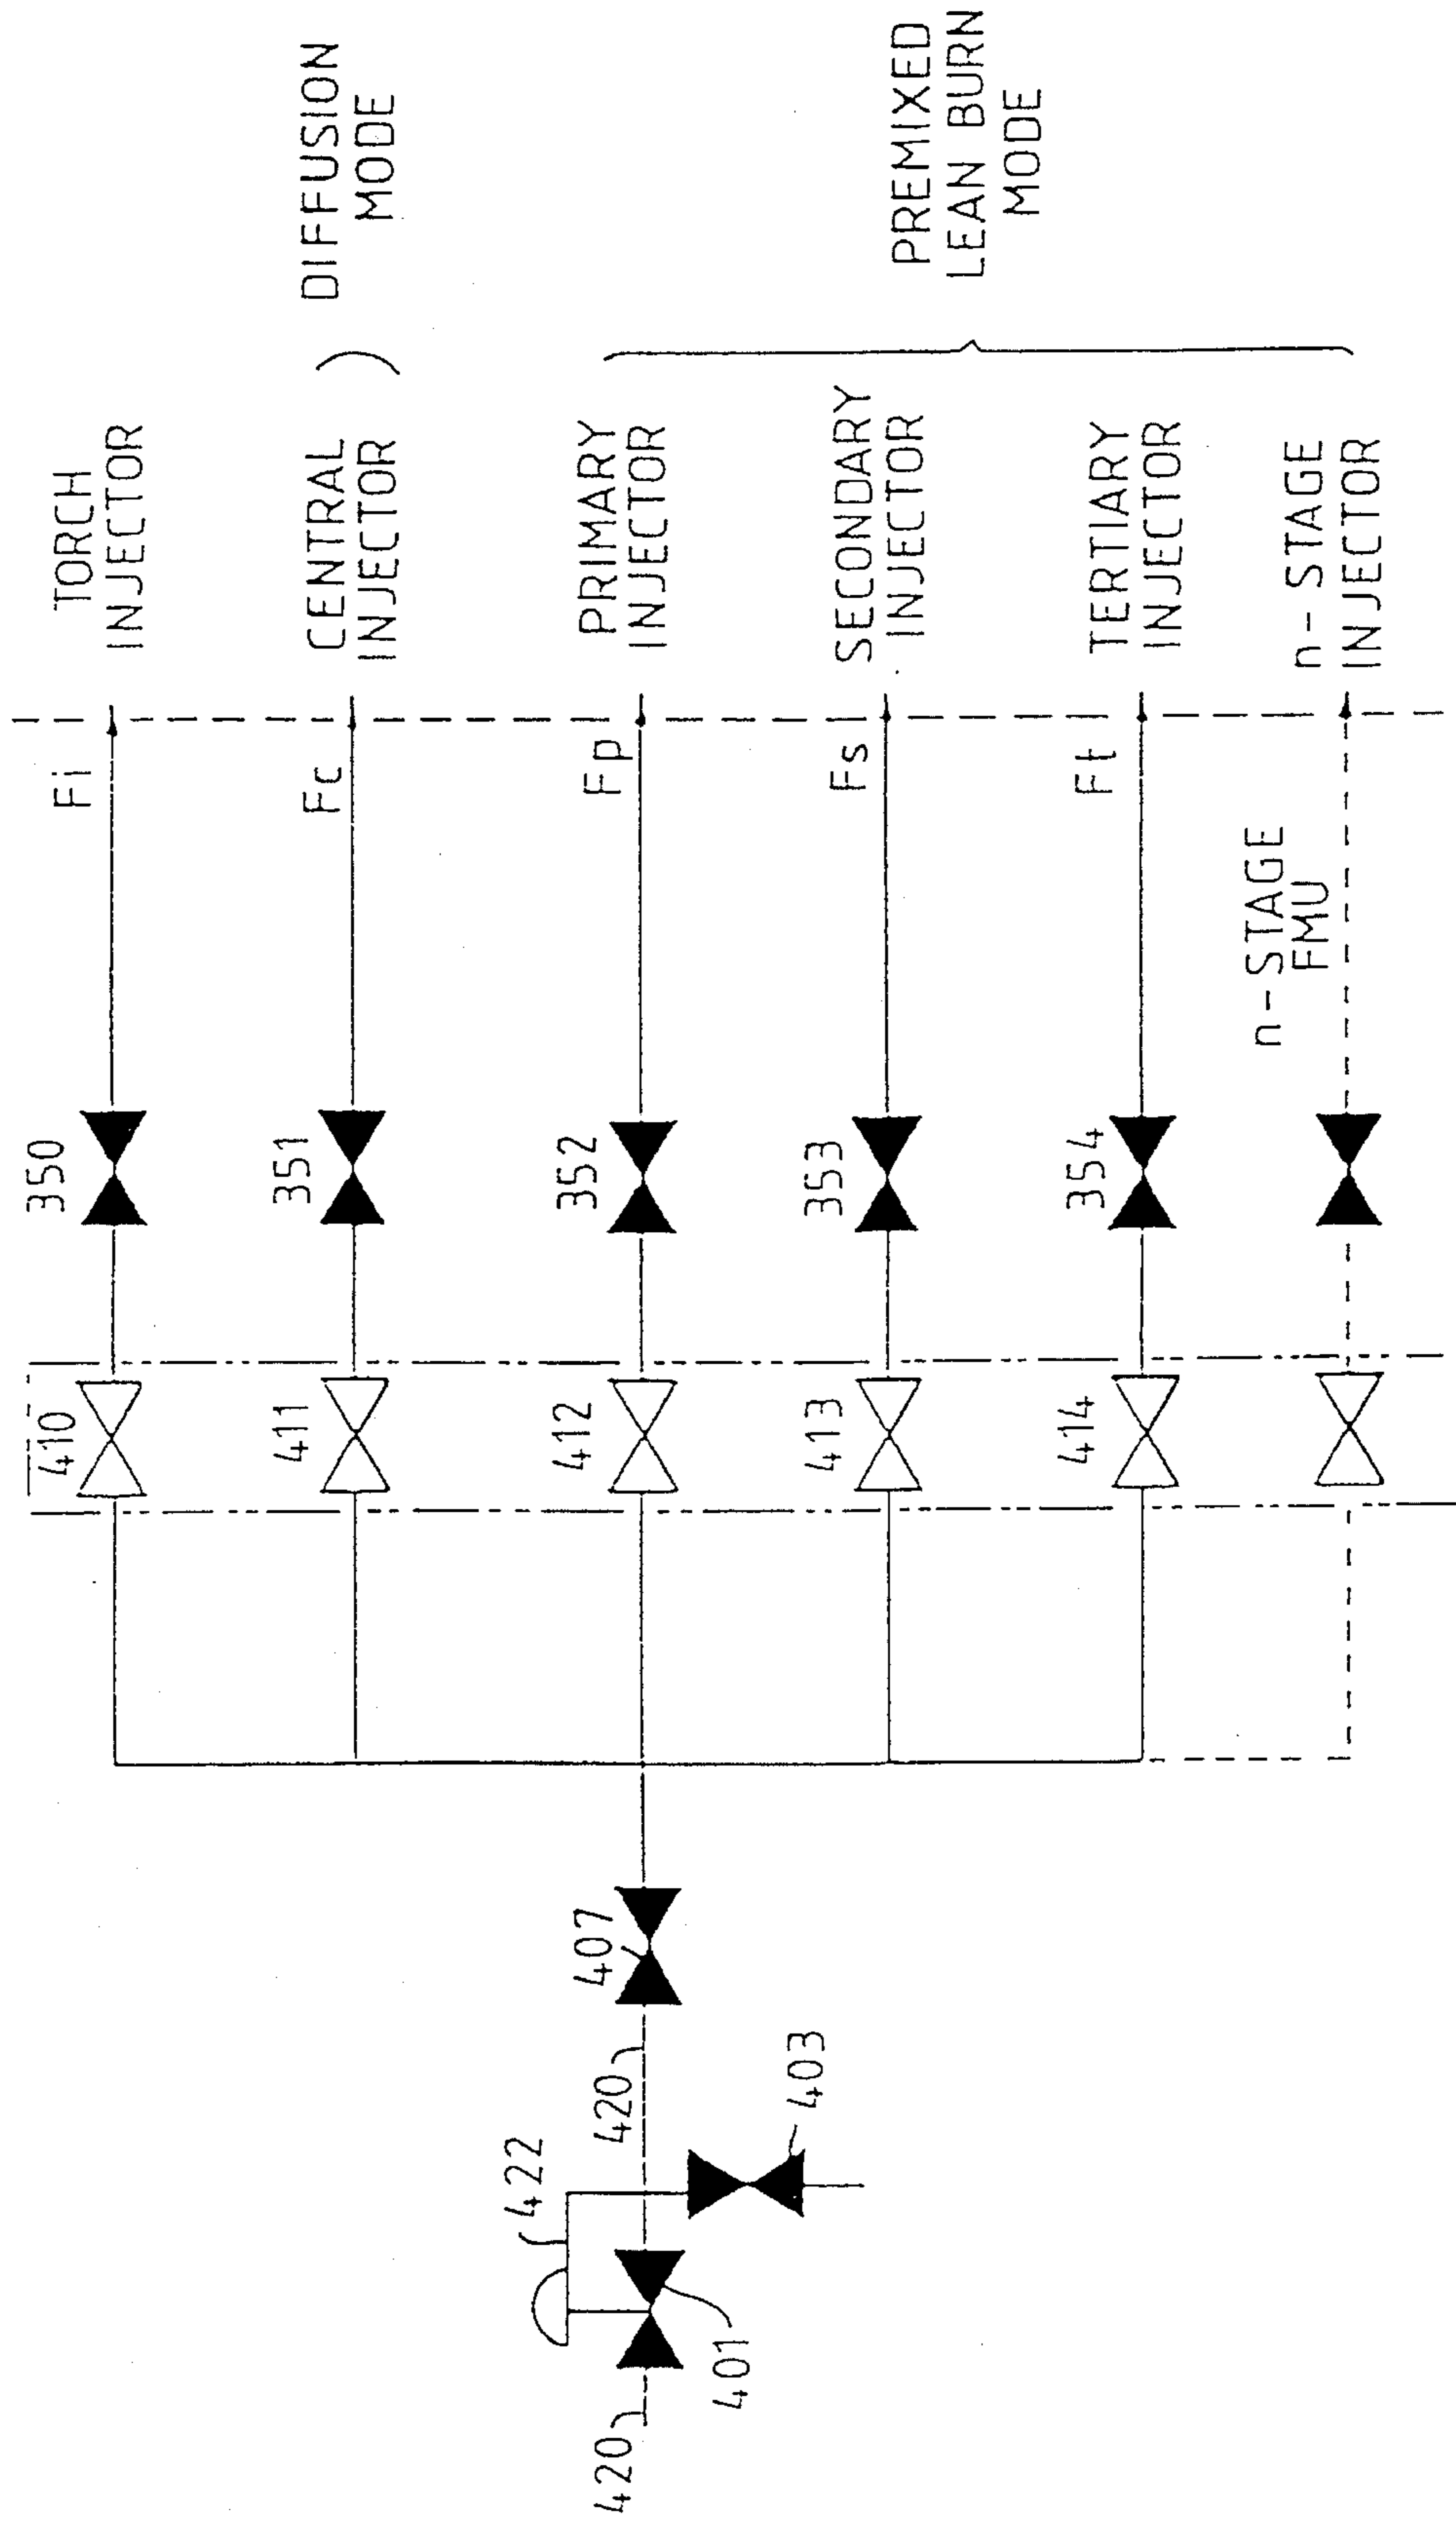 TORCH
INJECTOR
CENTRAL
INJECTOR
DIFFUSION
MODE
PRIMARY
INJECTOR
SECONDARY
INJECTOR
TERTIARY
INJECTOR
n-STAGE
INJECTOR
PREMIXED
LEAN BURN
MODE
Fi
Fc
Fp
Fs
Ft
n-STAGE
FMU
350
351
352
353
354
410
411
412
413
414
407
420
422
403
401
420